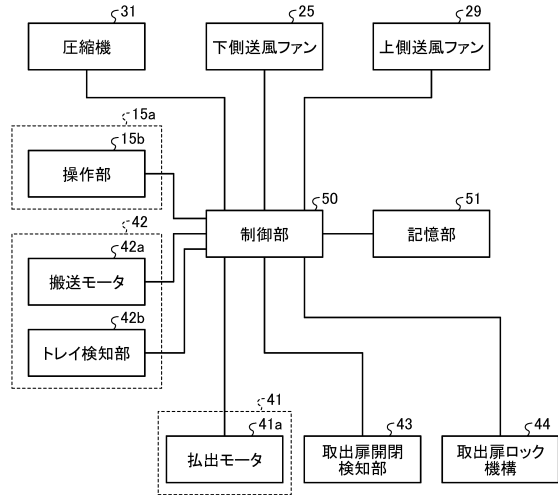 31
圧縮機
25
下側送風ファン
29
上側送風ファン
15a
15b
操作部
50
制御部
51
記憶部
42
42a
搬送モータ
42b
トレイ検知部
41
41a
払出モータ
43
取出扉開閉
検知部
44
取出扉ロック
機構